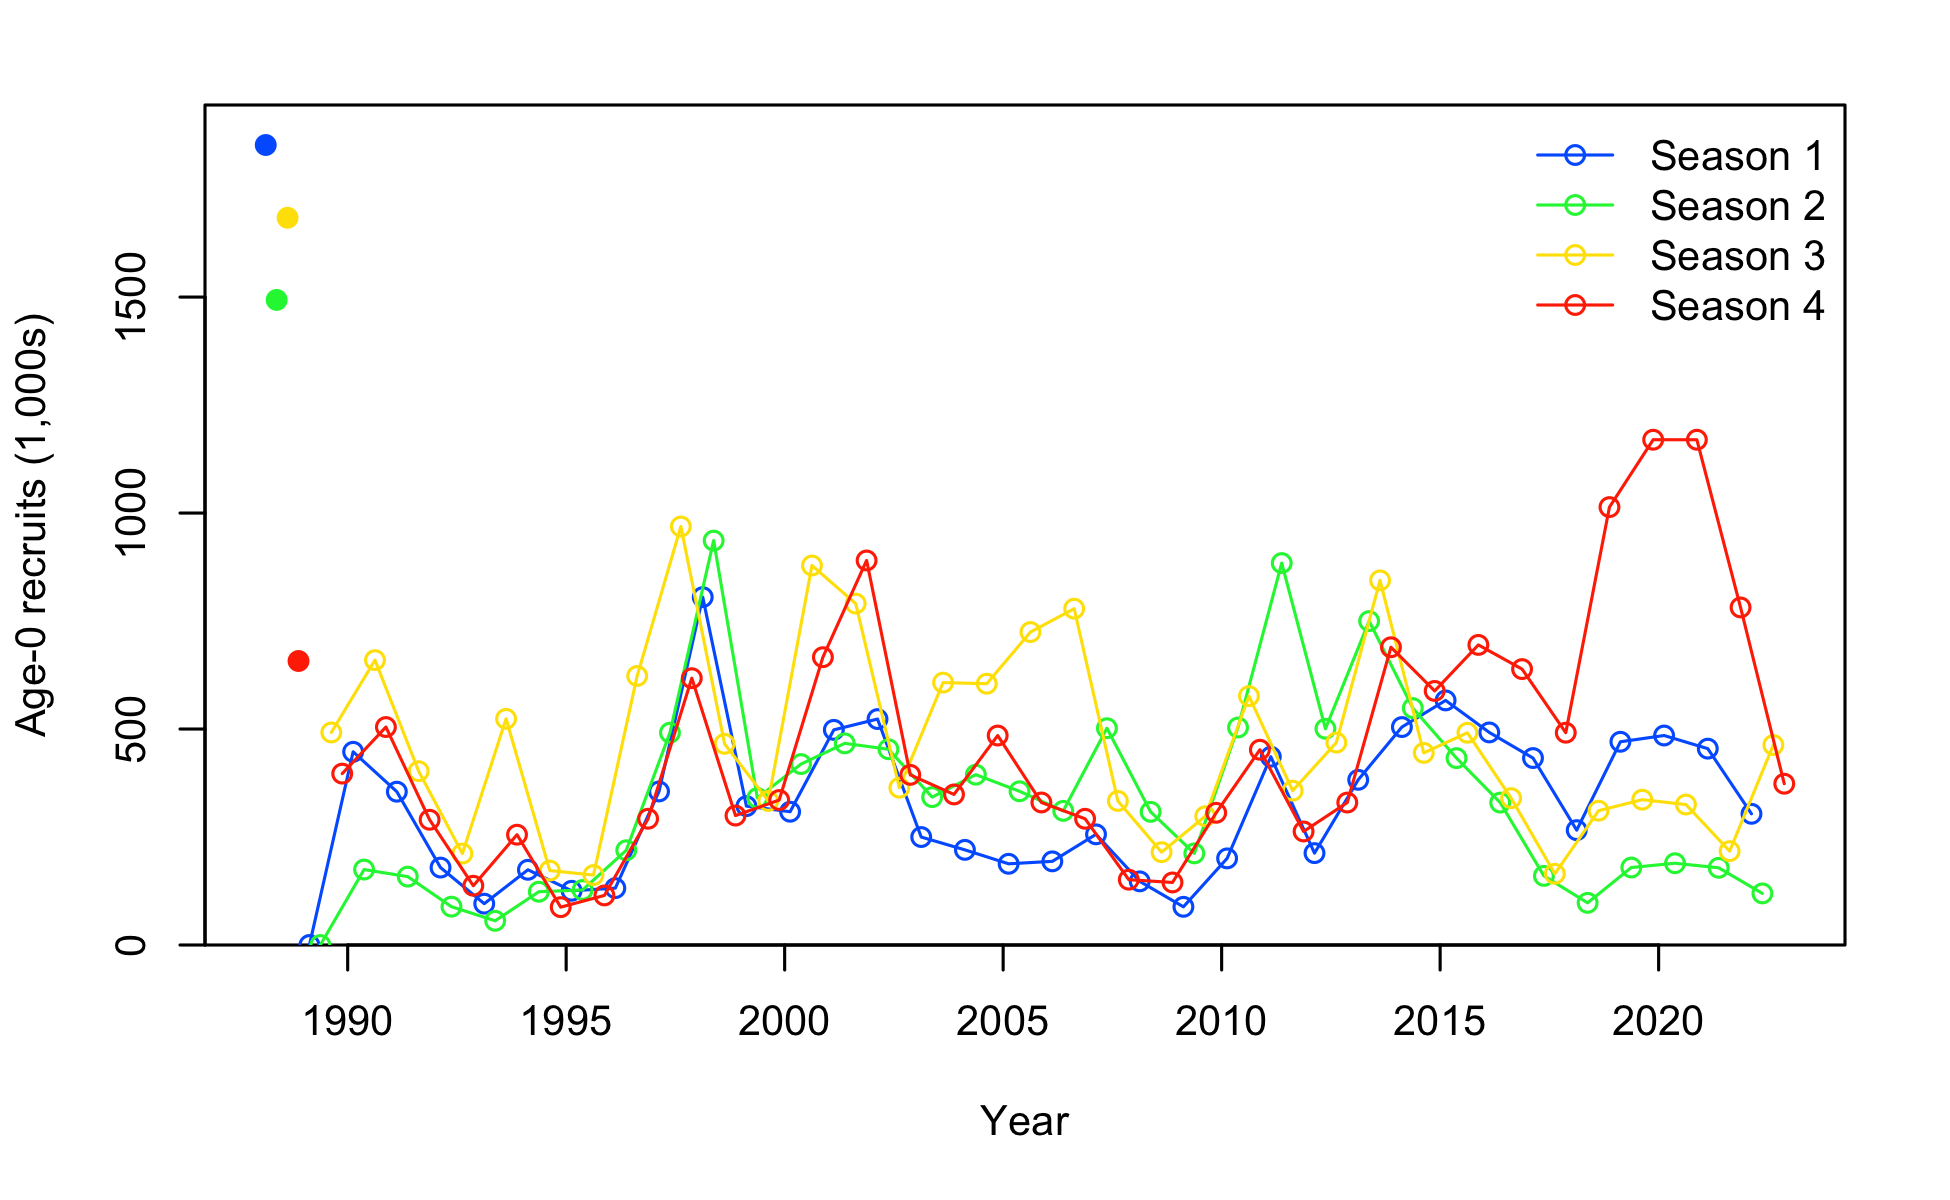 Season 1
Season 2
Season 3
Season 4
Age-0 recruits (1,000s)
1500
1000
500
0
1990 1995 2000 2005 2010 2015 2020
Year